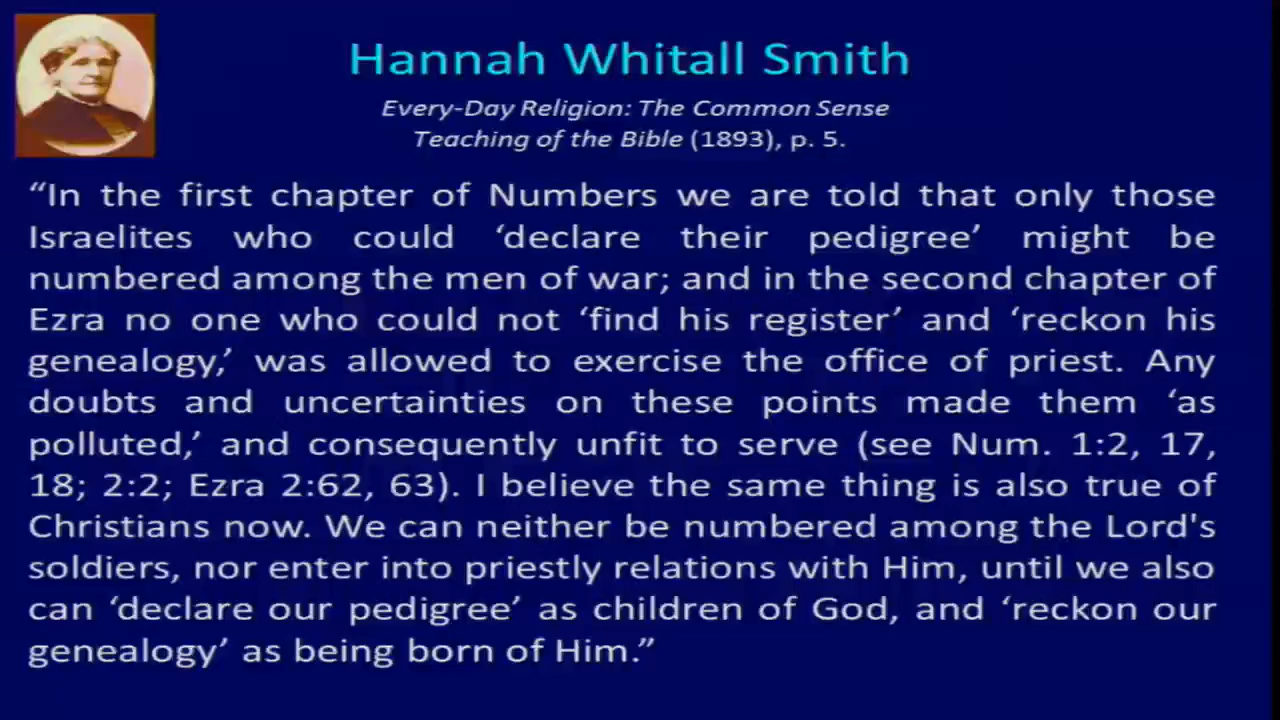 Hannah Whitall Smith
Every-Day Religion: The Common Sense
Teaching of the Bible (1893), p. 5.
“In the first chapter of Numbers we are told that only those
Israelites who could ‘declare their pedigree’ might be
numbered among the men of war; and in the second chapter of
Ezra no one who could not ‘find his register’ and ‘reckon his
genealogy,’ was allowed to exercise the office of priest. Any
doubts and uncertainties on these points made them ‘as
polluted,’ and consequently unfit to serve (see Num. 1:2, 17,
18; 2:2; Ezra 2:62, 63). I believe the same thing is also true of
Christians now. We can neither be numbered among the Lord's
soldiers, nor enter into priestly relations with Him, until we also
can ‘declare our pedigree’ as children of God, and ‘reckon our
genealogy’ as being born of Him.”